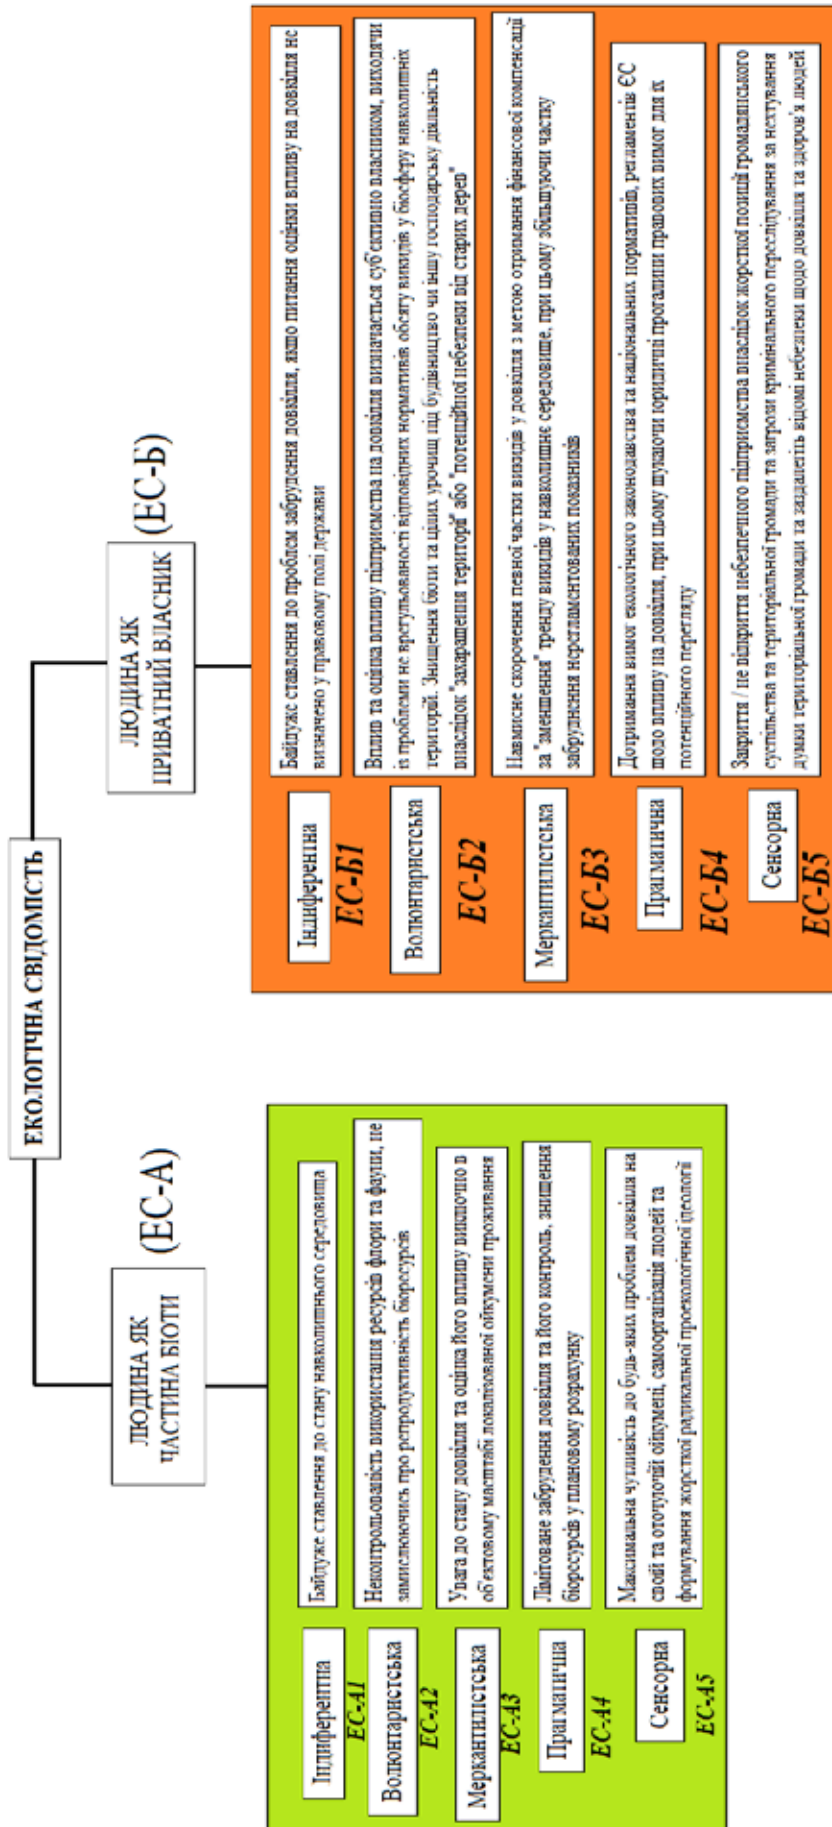 ЕКОЛОГІЧНА СВІДОМІСТЬ
ЛЮДИНА ЯК
ЧАСТИНА БІОТИ
(ЕС-А)
Індиферентна
ЕС-А1
Байдуже ставлення до стану навколишнього середовища
Волюнтаристська
ЕС-А2
Неконтрольованість використання ресурсів флори та фауни, не
замислюючись про репродуктивність біоресурсів
Меркантилістська
ЕС-А3
Увага до стану довкілля та оцінка його впливу виключно в
об'єктовому масштабі локалізованої ойкумени проживання
Прагматична
ЕС-А4
Лімітоване забруднення довкілля та його контроль, знищення
біоресурсів у плановому розрахунку
Сенсорна
ЕС-А5
Максимальна чутливість до будь-яких проблем довкілля на
своїй та оточуючій ойкумені, самоорганізація людей та
формування жорсткої радикальної проекологічної ідеології
ЛЮДИНА ЯК
ПРИВАТНИЙ ВЛАСНИК
(ЕС-Б)
Індиферентна
ЕС-Б1
Байдуже ставлення до проблем забруднення довкілля, якщо питання оцінки впливу на довкілля не
визначено у правовому полі держави
Волюнтаристська
ЕС-Б2
Вплив та оцінка впливу підприємства на довкілля визначається суб'єктивно власником, виходячи
із проблеми не врегульованості відповідних нормативів обсягу викидів у біосферу навколишніх
територій. Знищення біоти та цілих урочищ під будівництво чи іншу господарську діяльність
внаслідок "захаращення території" або "потенційної небезпеки від старих дерев"
Меркантилістська
ЕС-Б3
Навмисне скорочення певної частки викидів у довкілля з метою отримання фінансової компенсації
за "зменшення" тренду викидів у навколишнє середовище, при цьому збільшуючи частку
забруднення нерегламентованих показників
Прагматична
ЕС-Б4
Дотримання вимог екологічного законодавства та національних нормативів, регламентів ЄС
щодо впливу на довкілля, при цьому шукаючи юридичні прогалини правових вимог для їх
потенційного перегляду
Сенсорна
ЕС-Б5
Закриття / не відкриття небезпечного підприємства внаслідок жорсткої позиції громадянського
суспільства та територіальної громади та загрози кримінального переслідування за нехтування
думки територіальної громади та заздалегіть відомі небезпеки щодо довкілля та здоров'я людей